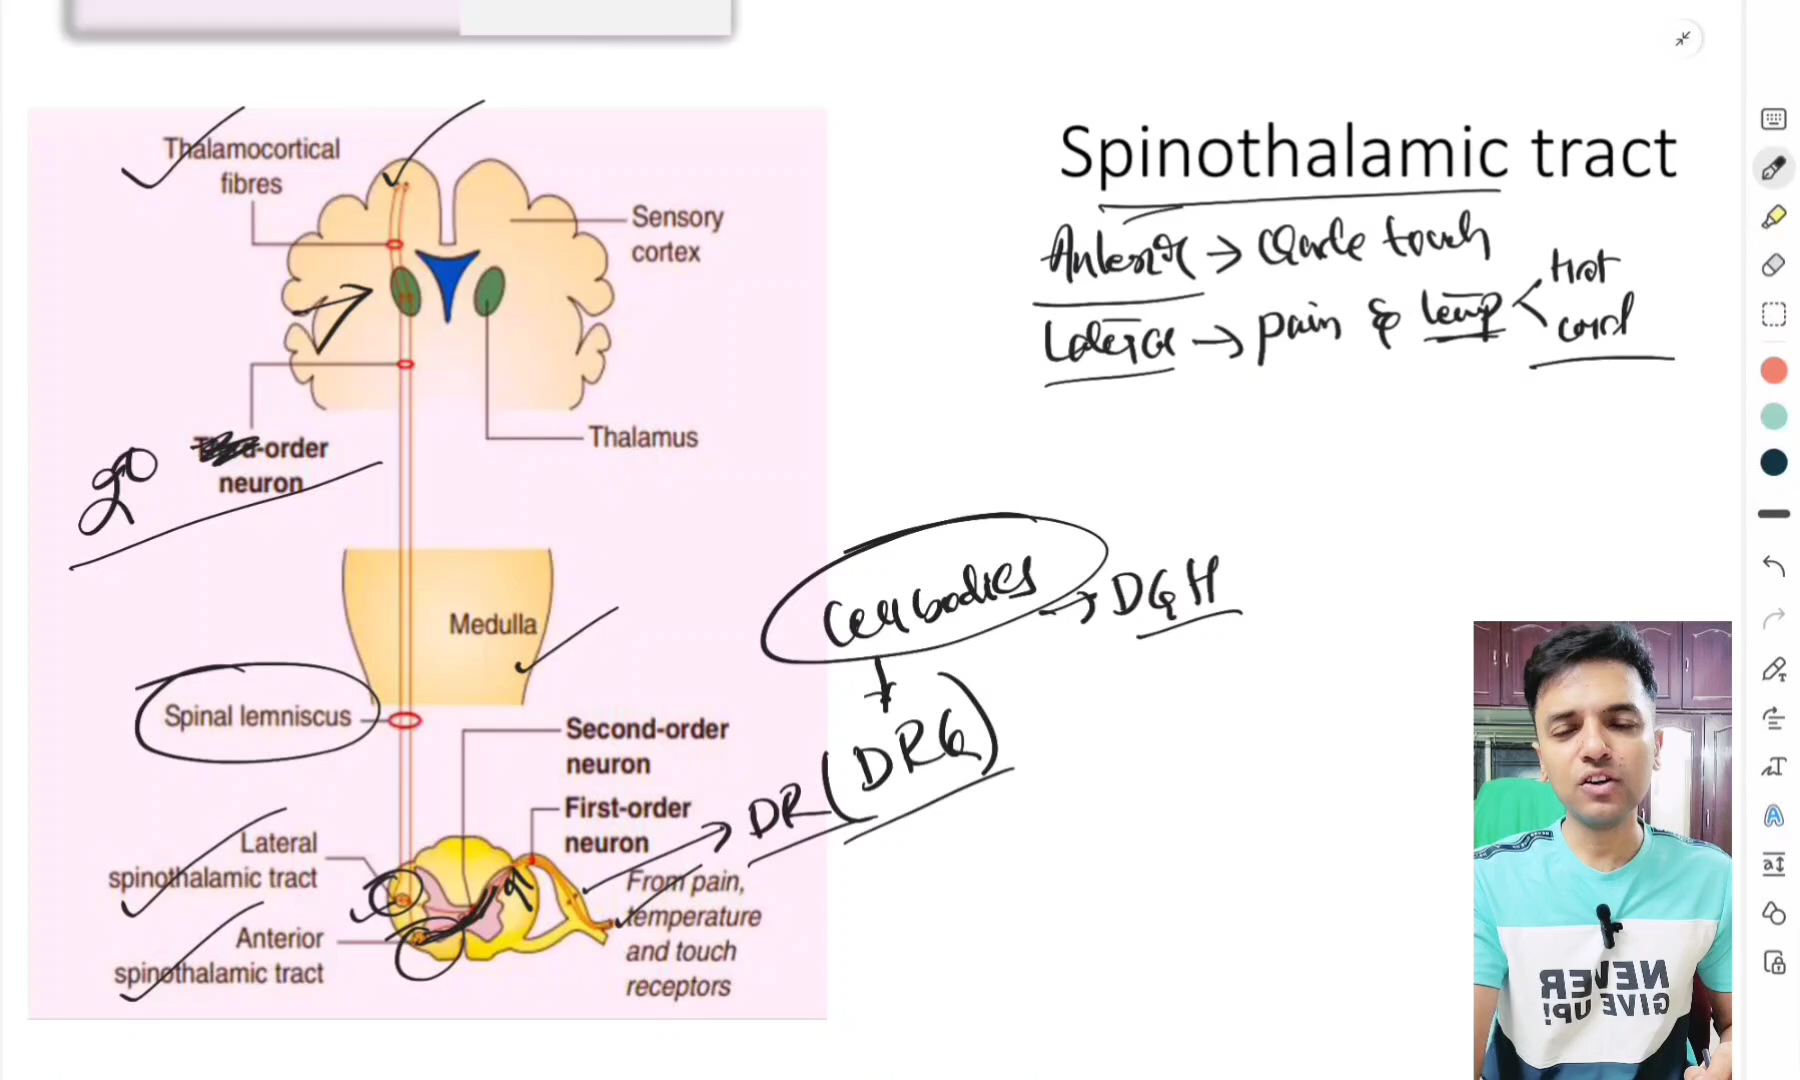 Spinothalamic tract
Anterior → Crude touch
Lateral → pain & temp < Hot
cold
Thalamocortical
fibres
Sensory
cortex
Thalamus
2°
-order
neuron
Medulla
Cell bodies → DGH
DR (DRG)
Spinal lemniscus
Second-order
neuron
First-order
neuron
Lateral
spinothalamic tract
Anterior
spinothalamic tract
From pain,
temperature
and touch
receptors
NEVER
GIVE UP!